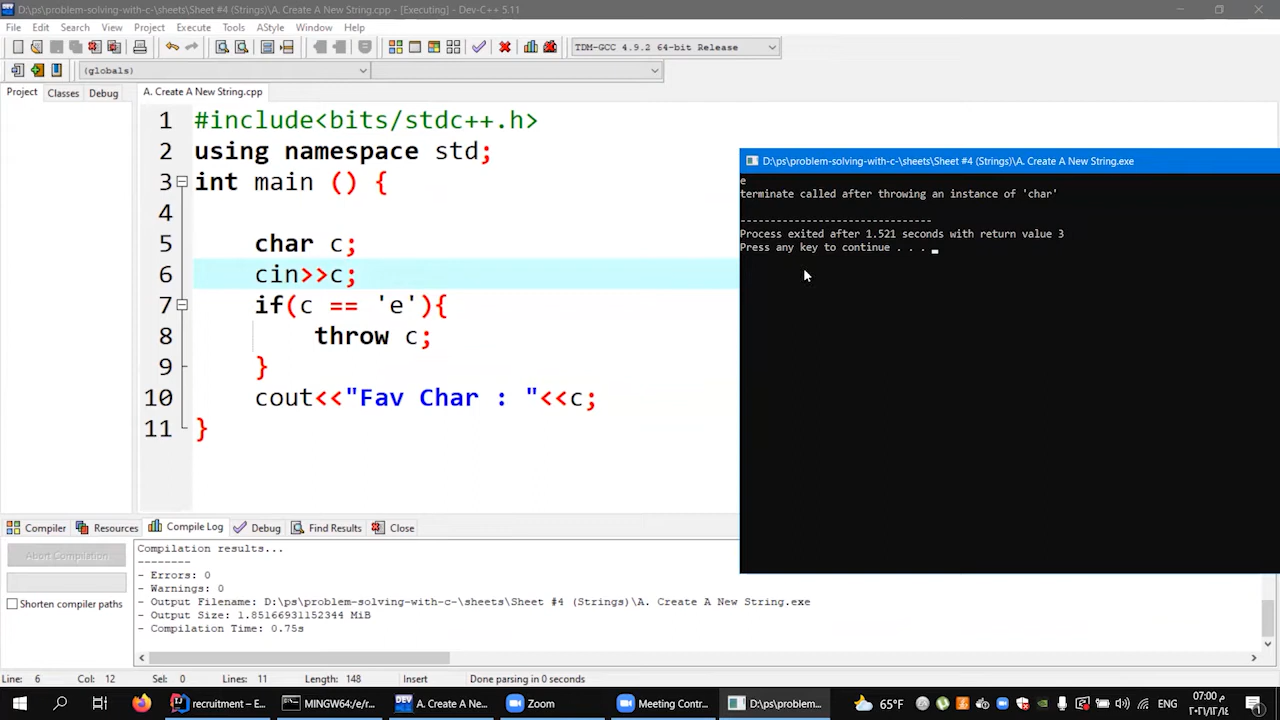 D:\ps\problem-solving-with-c-\sheets\Sheet #4 (Strings)\A. Create A New String.cpp - [Executing] - Dev-C++ 5.11
File Edit Search View Project Execute Tools AStyle Window Help
TDM-GCC 4.9.2 64-bit Release
(globals)
Project Classes Debug A. Create A New String.cpp
1 #include<bits/stdc++.h>
2 using namespace std;
3 int main () {
4
5 char c;
6 cin>>c;
7 if(c == 'e'){
8 throw c;
9 }
10 cout<<"Fav Char : "<<c;
11 }
D:\ps\problem-solving-with-c-\sheets\Sheet #4 (Strings)\A. Create A New String.exe
e
terminate called after throwing an instance of 'char'
--------------------------------
Process exited after 1.521 seconds with return value 3
Press any key to continue . . .
Compiler Resources Compile Log Debug Find Results Close
Abort Compilation
Shorten compiler paths
Compilation results...
--------
- Errors: 0
- Warnings: 0
- Output Filename: D:\ps\problem-solving-with-c-\sheets\Sheet #4 (Strings)\A. Create A New String.exe
- Output Size: 1.85166931152344 MiB
- Compilation Time: 0.75s
Line: 6 Col: 12 Sel: 0 Lines: 11 Length: 148 Insert Done parsing in 0 seconds
recruitment – E... MINGW64:/e/r... A. Create A Ne... Zoom Meeting Contr... D:\ps\problem... 65°F ENG
07:00 م
٢٠٢١/١٢/١٤